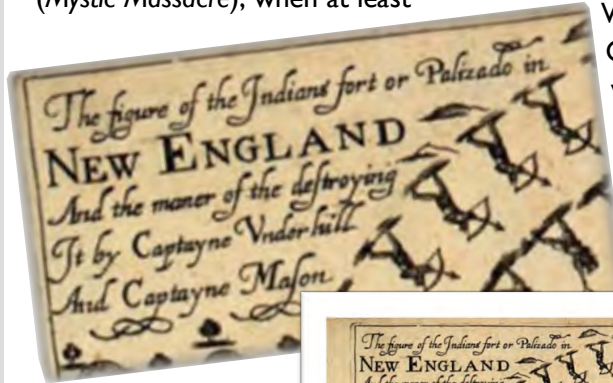 (Mystic Massacre), when at least
The figure of the Indians fort or Palizado in
NEW ENGLAND
And the maner of the destroying
It by Captayne Vnderhill
And Captayne Mason
The figure of the Indians fort or Palizado in
NEW ENGLAND